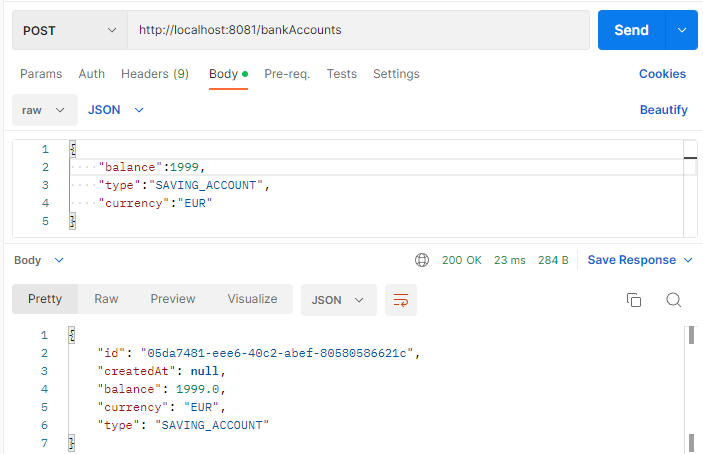 POST http://localhost:8081/bankAccounts Send
Params Auth Headers (9) Body Pre-req. Tests Settings Cookies
raw JSON Beautify
1 {
2 ····"balance":1999,
3 ····"type":"SAVING_ACCOUNT",
4 ····"currency":"EUR"
5 }
Body 200 OK 23 ms 284 B Save Response
Pretty Raw Preview Visualize JSON
1 {
2 "id": "05da7481-eee6-40c2-abef-80580586621c",
3 "createdAt": null,
4 "balance": 1999.0,
5 "currency": "EUR",
6 "type": "SAVING_ACCOUNT"
7 }